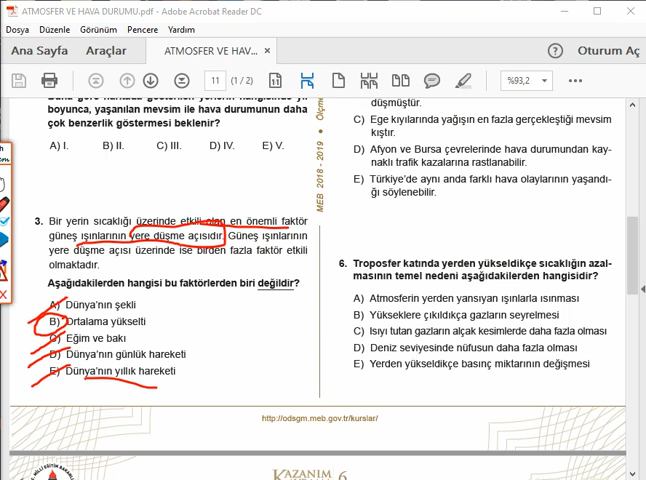 ATMOSFER VE HAVA DURUMU.pdf - Adobe Acrobat Reader DC
Dosya Düzenle Görünüm Pencere Yardım
Ana Sayfa Araçlar ATMOSFER VE HAV... × ? Oturum Aç
11 (1 / 2) %93,2
boyunca, yaşanılan mevsim ile hava durumunun daha
çok benzerlik göstermesi beklenir?
A) I. B) II. C) III. D) IV. E) V.
3. Bir yerin sıcaklığı üzerinde etkili olan en önemli faktör
güneş ışınlarının yere düşme açısıdır. Güneş ışınlarının
yere düşme açısı üzerinde ise birden fazla faktör etkili
olmaktadır.
Aşağıdakilerden hangisi bu faktörlerden biri değildir?
A) Dünya'nın şekli
B) Ortalama yükselti
C) Eğim ve bakı
D) Dünya'nın günlük hareketi
E) Dünya'nın yıllık hareketi
MEB 2018 - 2019 ● Ölçme
düşmüştür.
C) Ege kıyılarında yağışın en fazla gerçekleştiği mevsim
kıştır.
D) Afyon ve Bursa çevrelerinde hava durumundan kay-
naklı trafik kazalarına rastlanabilir.
E) Türkiye'de aynı anda farklı hava olaylarının yaşandı-
ğı söylenebilir.
6. Troposfer katında yerden yükseldikçe sıcaklığın azal-
masının temel nedeni aşağıdakilerden hangisidir?
A) Atmosferin yerden yansıyan ışınlarla ısınması
B) Yükseklere çıkıldıkça gazların seyrelmesi
C) Isıyı tutan gazların alçak kesimlerde daha fazla olması
D) Deniz seviyesinde nüfusun daha fazla olması
E) Yerden yükseldikçe basınç miktarının değişmesi
http://odsgm.meb.gov.tr/kurslar/
KAZANIM
6